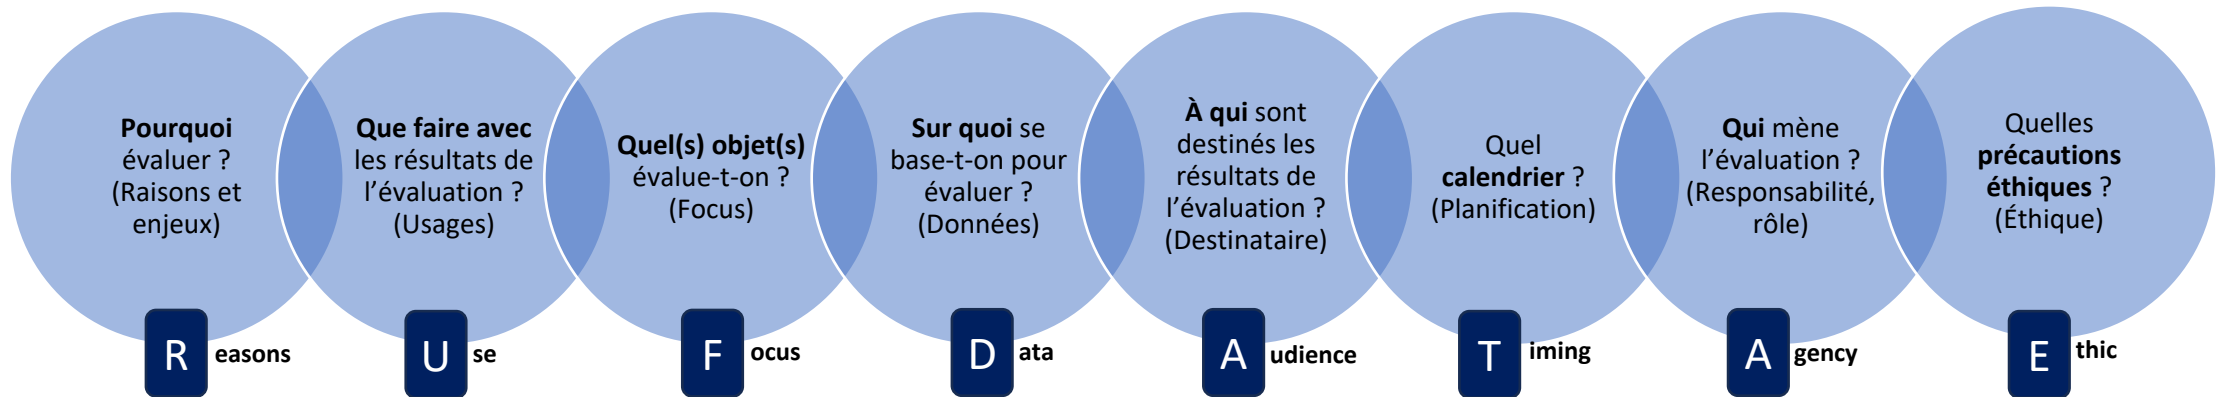 Pourquoi
évaluer ?
(Raisons et
enjeux)
Que faire avec
les résultats de
l’évaluation ?
(Usages)
Quel(s) objet(s)
évalue-t-on ?
(Focus)
Sur quoi se
base-t-on pour
évaluer ?
(Données)
À qui sont
destinés les
résultats de
l’évaluation ?
(Destinataire)
Quel
calendrier ?
(Planification)
Qui mène
l’évaluation ?
(Responsabilité,
rôle)
Quelles
précautions
éthiques ?
(Éthique)
R easons
U se
F ocus
D ata
A udience
T iming
A gency
E thic